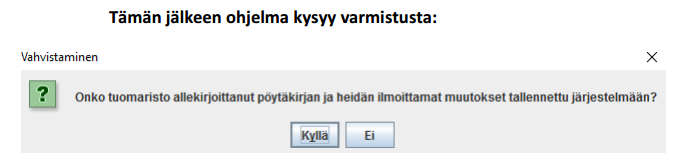 Tämän jälkeen ohjelma kysyy varmistusta:
Vahvistaminen
Onko tuomaristo allekirjoittanut pöytäkirjan ja heidän ilmoittamat muutokset tallennettu järjestelmään?
Kyllä Ei